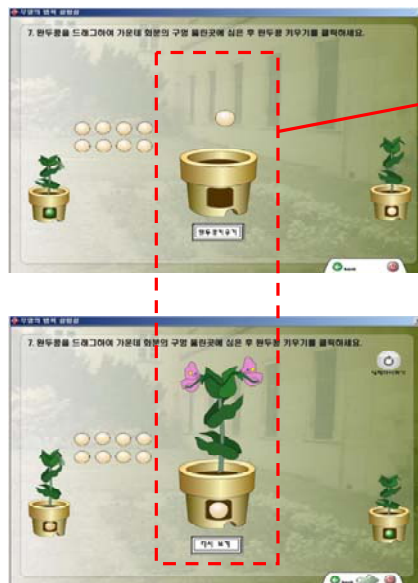 7. 완두콩을 드래그하여 가운데 화분의 구멍 뚫린곳에 심은 후 완두콩 키우기를 클릭하세요.
완두콩키우기
7. 완두콩을 드래그하여 가운데 화분의 구멍 뚫린곳에 심은 후 완두콩 키우기를 클릭하세요.
다시 보기